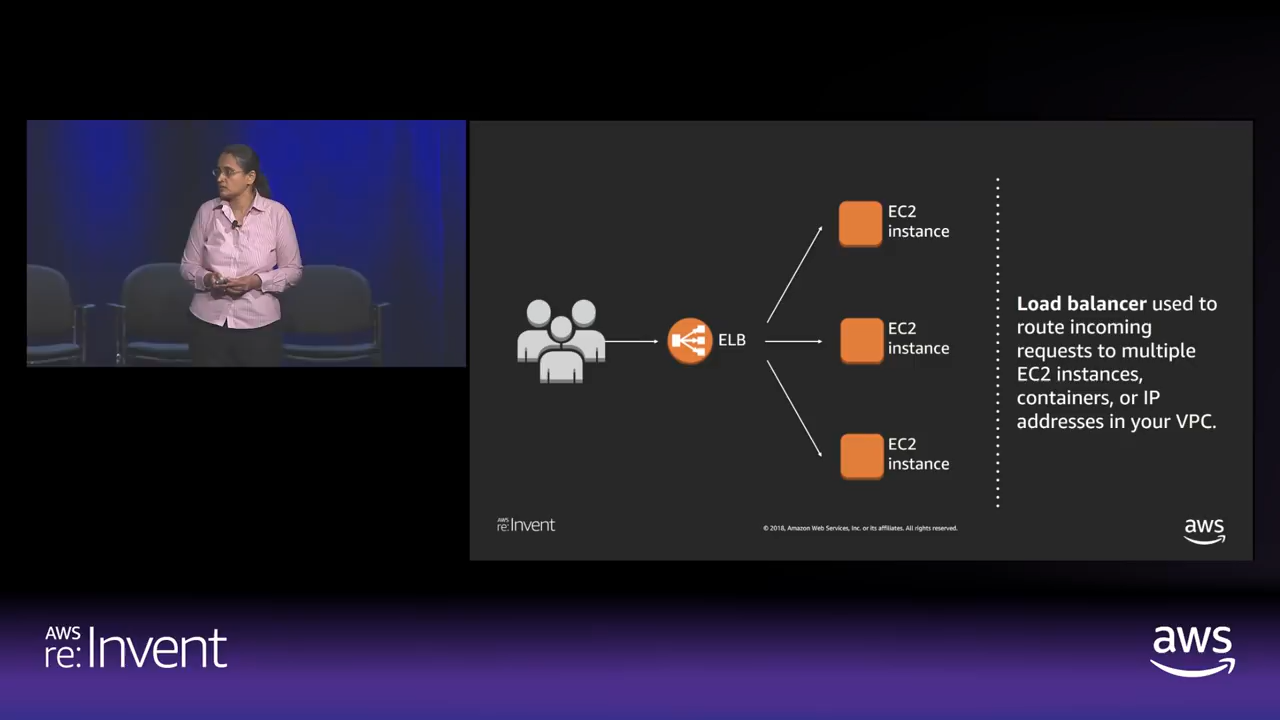 EC2
instance
ELB
EC2
instance
EC2
instance
Load balancer used to
route incoming
requests to multiple
EC2 instances,
containers, or IP
addresses in your VPC.
AWS
re:Invent
© 2018, Amazon Web Services, Inc. or its affiliates. All rights reserved.
aws
AWS
re:Invent
aws